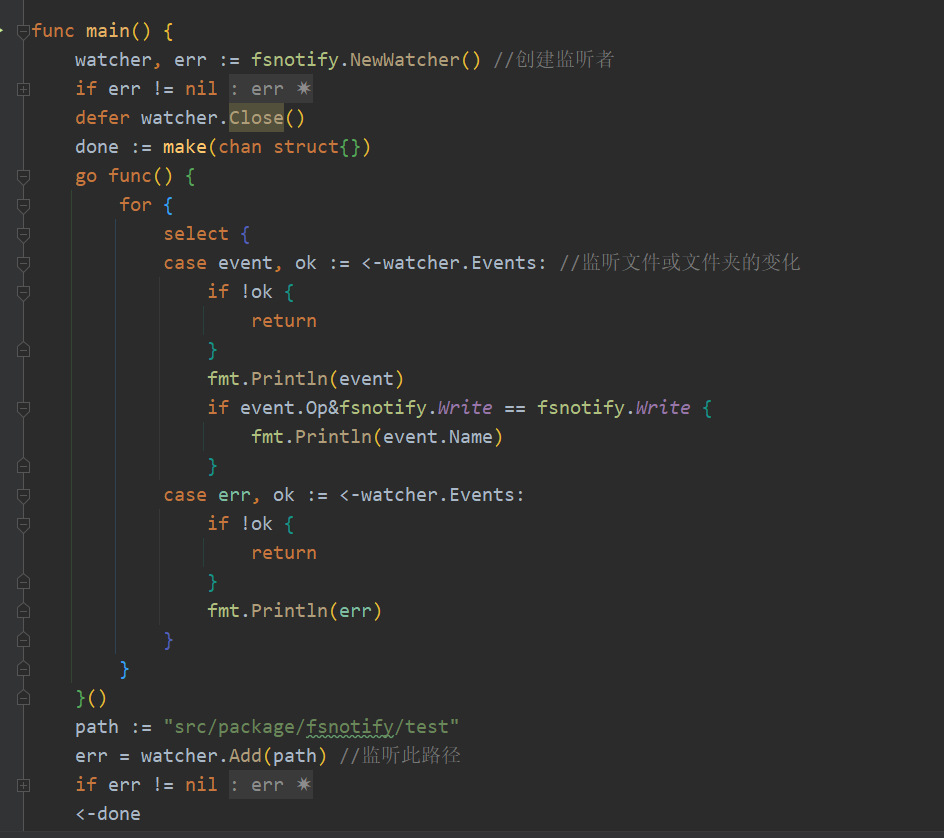 func main() {
watcher, err := fsnotify.NewWatcher() //创建监听者
if err != nil : err
defer watcher.Close()
done := make(chan struct{})
go func() {
for {
select {
case event, ok := <-watcher.Events: //监听文件或文件夹的变化
if !ok {
return
}
fmt.Println(event)
if event.Op&fsnotify.Write == fsnotify.Write {
fmt.Println(event.Name)
}
case err, ok := <-watcher.Events:
if !ok {
return
}
fmt.Println(err)
}
}
}()
path := "src/package/fsnotify/test"
err = watcher.Add(path) //监听此路径
if err != nil : err
<-done